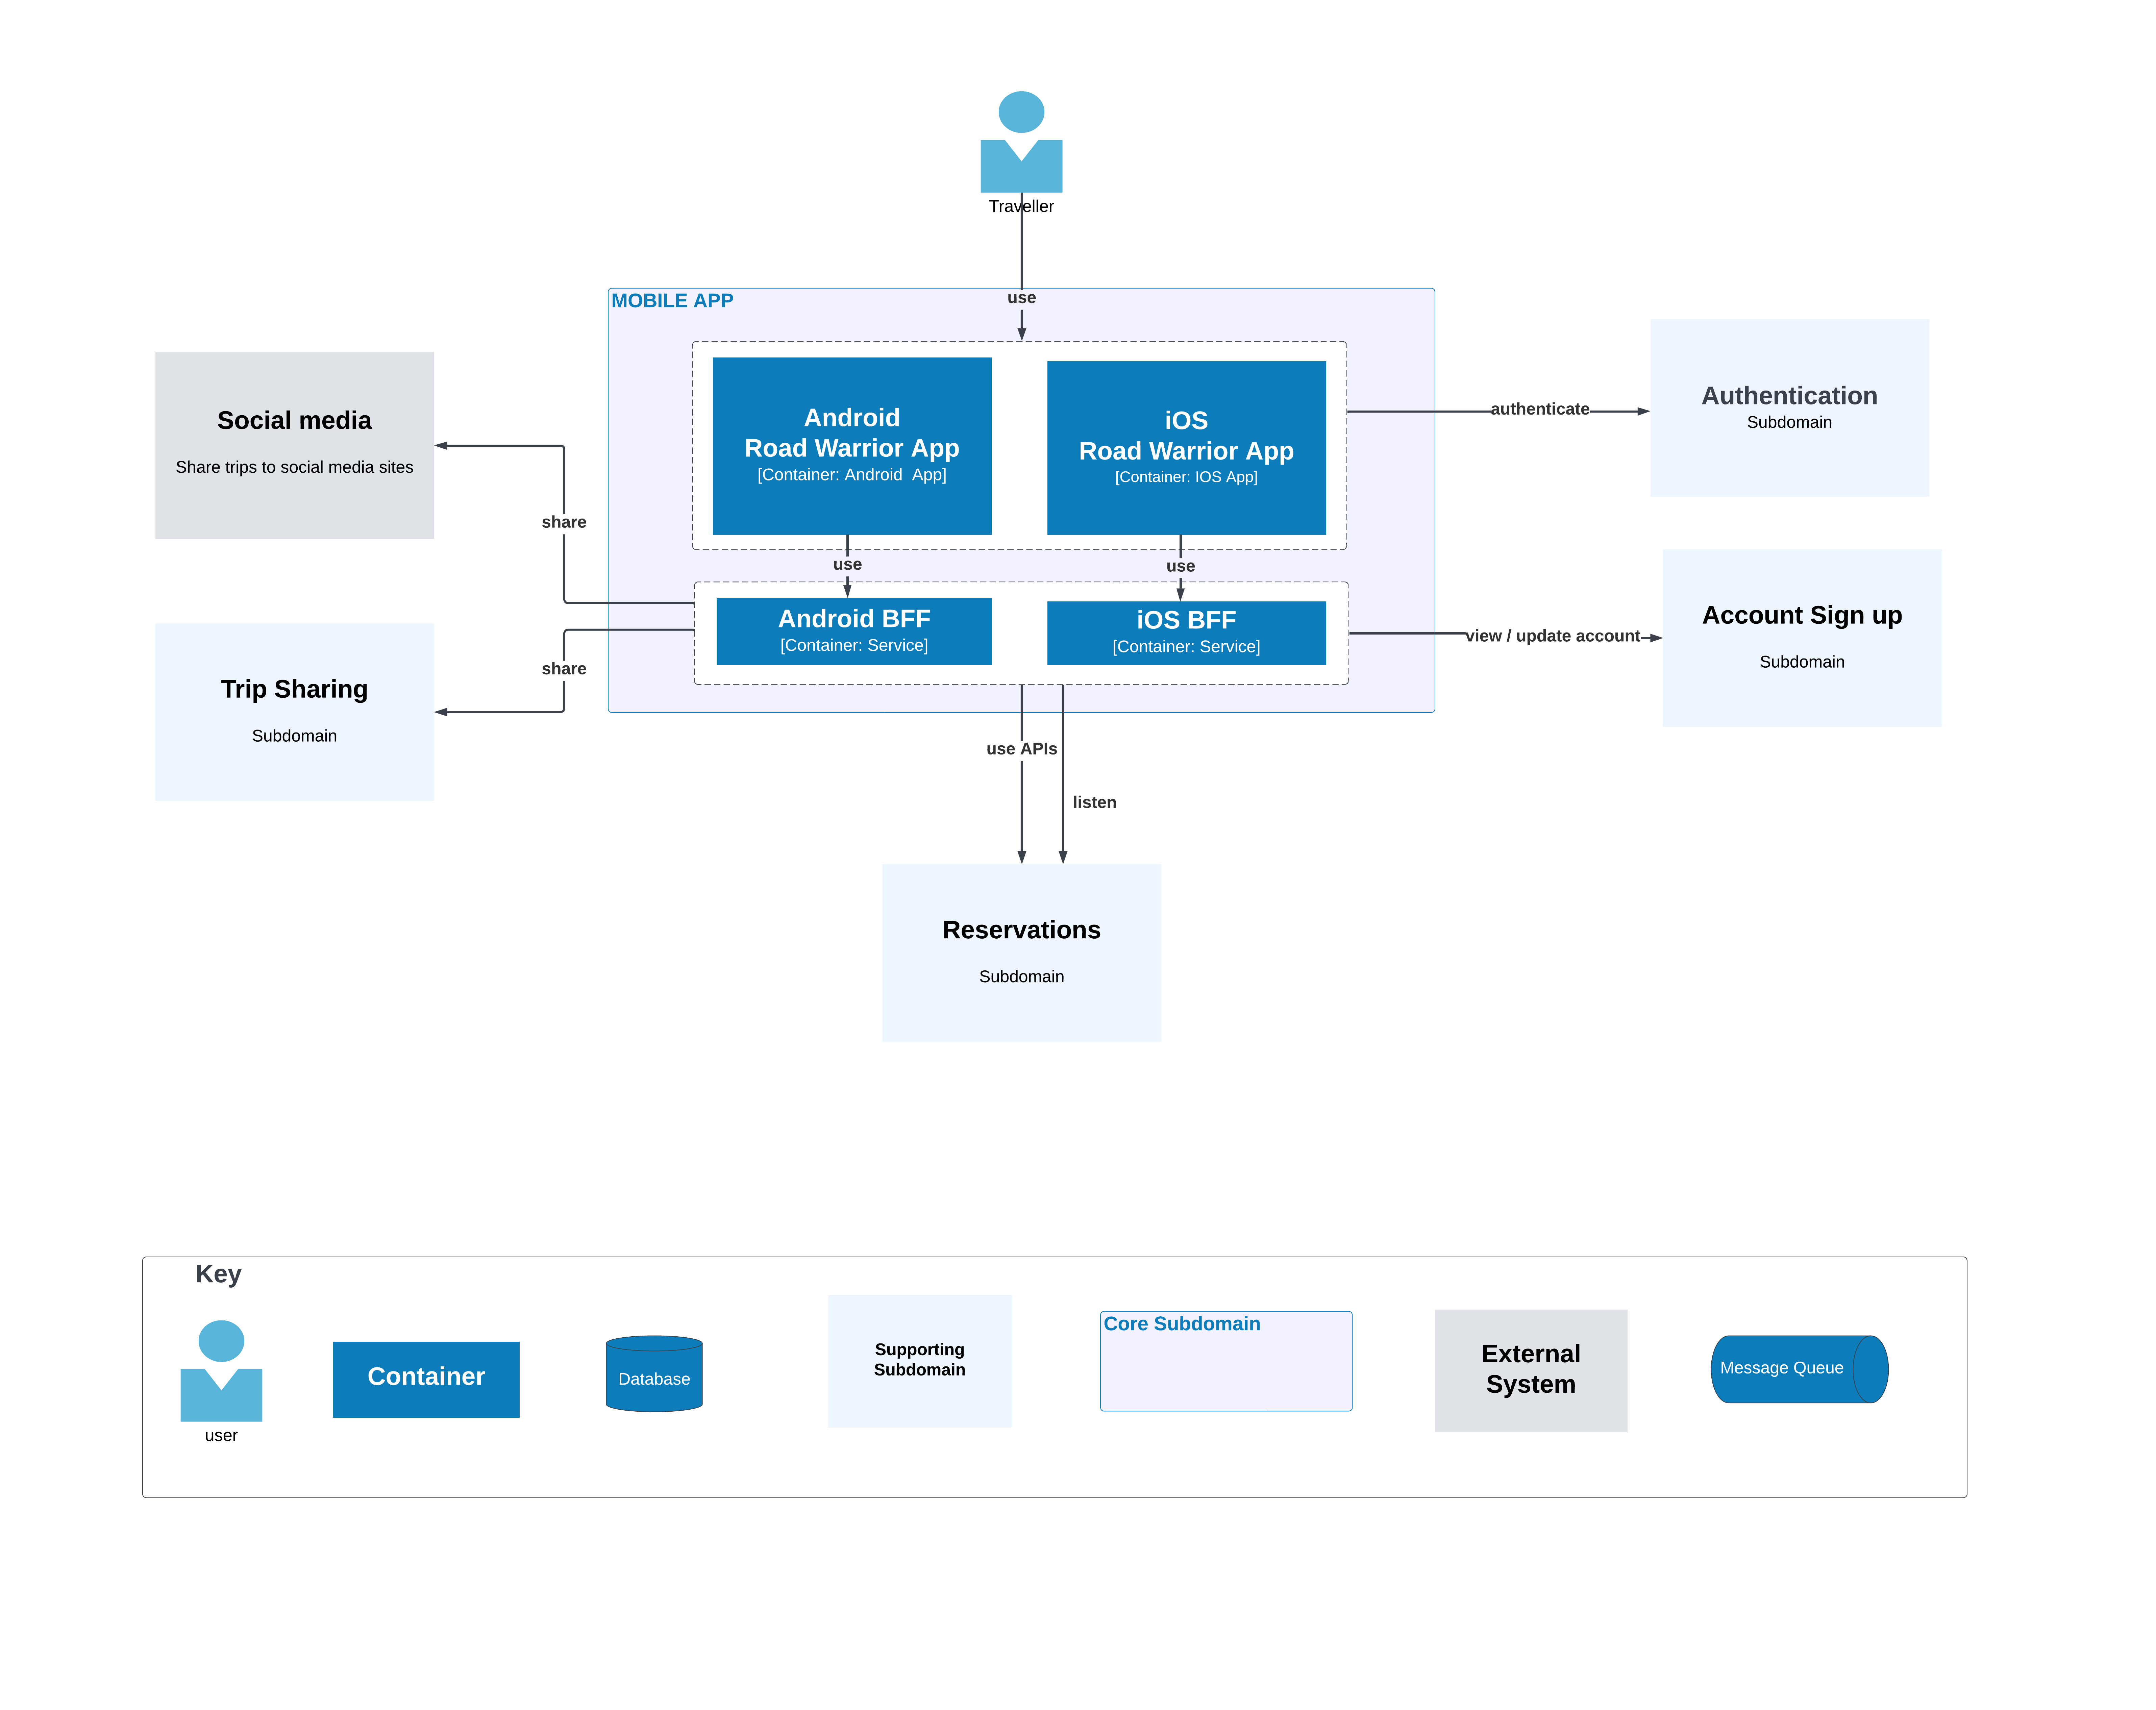 Traveller
use
MOBILE APP
Android
Road Warrior App
[Container: Android  App]
iOS
Road Warrior App
[Container: IOS App]
authenticate
Authentication
Subdomain
Social media
Share trips to social media sites
share
use
use
Android BFF
[Container: Service]
iOS BFF
[Container: Service]
view / update account
Account Sign up
Subdomain
share
Trip Sharing
Subdomain
use APIs
listen
Reservations
Subdomain
Key
user
Container
Database
Supporting
Subdomain
Core Subdomain
External
System
Message Queue